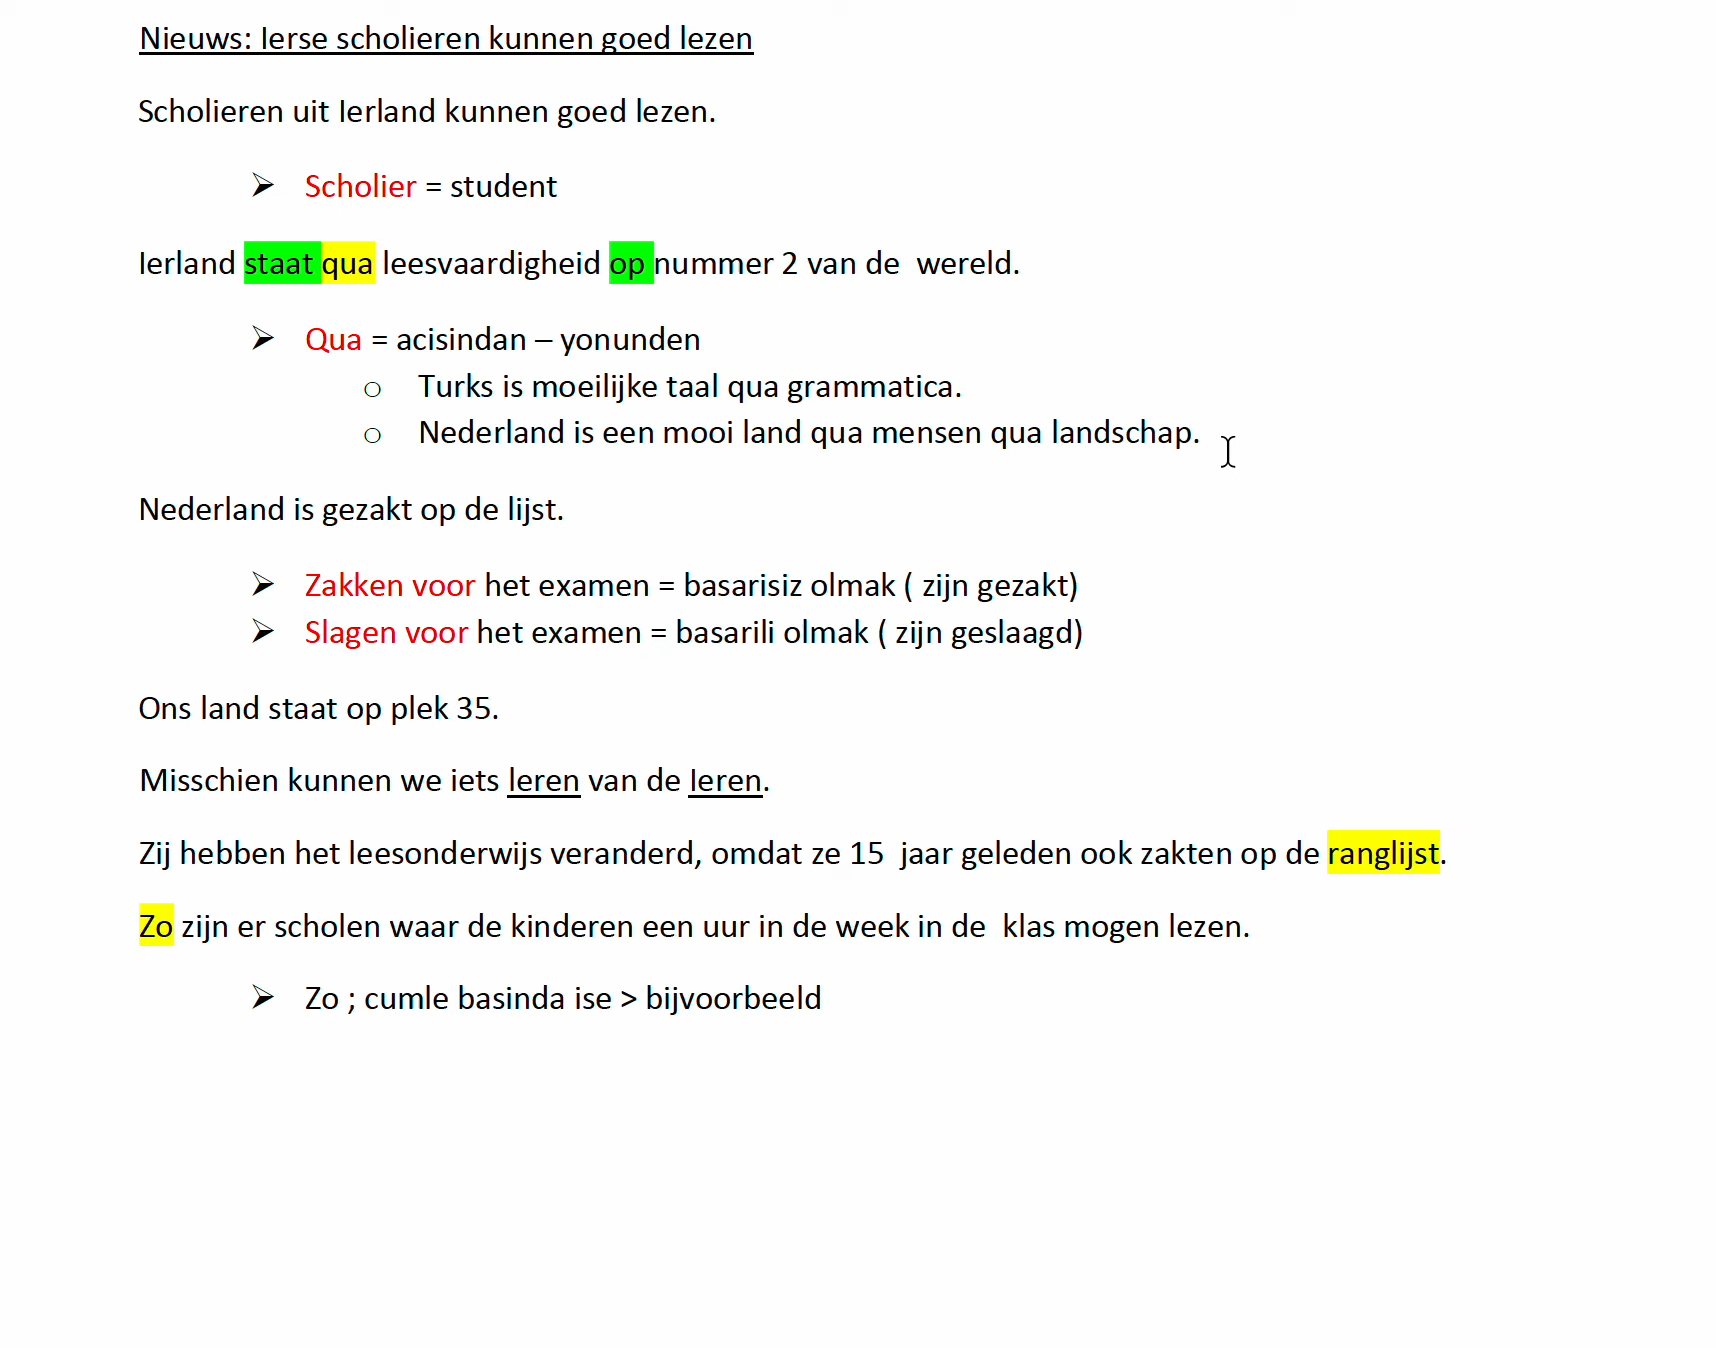 Nieuws: Ierse scholieren kunnen goed lezen
Scholieren uit Ierland kunnen goed lezen.
➢ Scholier = student
Ierland staat qua leesvaardigheid op nummer 2 van de  wereld.
➢ Qua = acisindan – yonunden
o Turks is moeilijke taal qua grammatica.
o Nederland is een mooi land qua mensen qua landschap.
Nederland is gezakt op de lijst.
➢ Zakken voor het examen = basarisiz olmak ( zijn gezakt)
➢ Slagen voor het examen = basarili olmak ( zijn geslaagd)
Ons land staat op plek 35.
Misschien kunnen we iets leren van de Ieren.
Zij hebben het leesonderwijs veranderd, omdat ze 15  jaar geleden ook zakten op de ranglijst.
Zo zijn er scholen waar de kinderen een uur in de week in de  klas mogen lezen.
➢ Zo ; cumle basinda ise > bijvoorbeeld